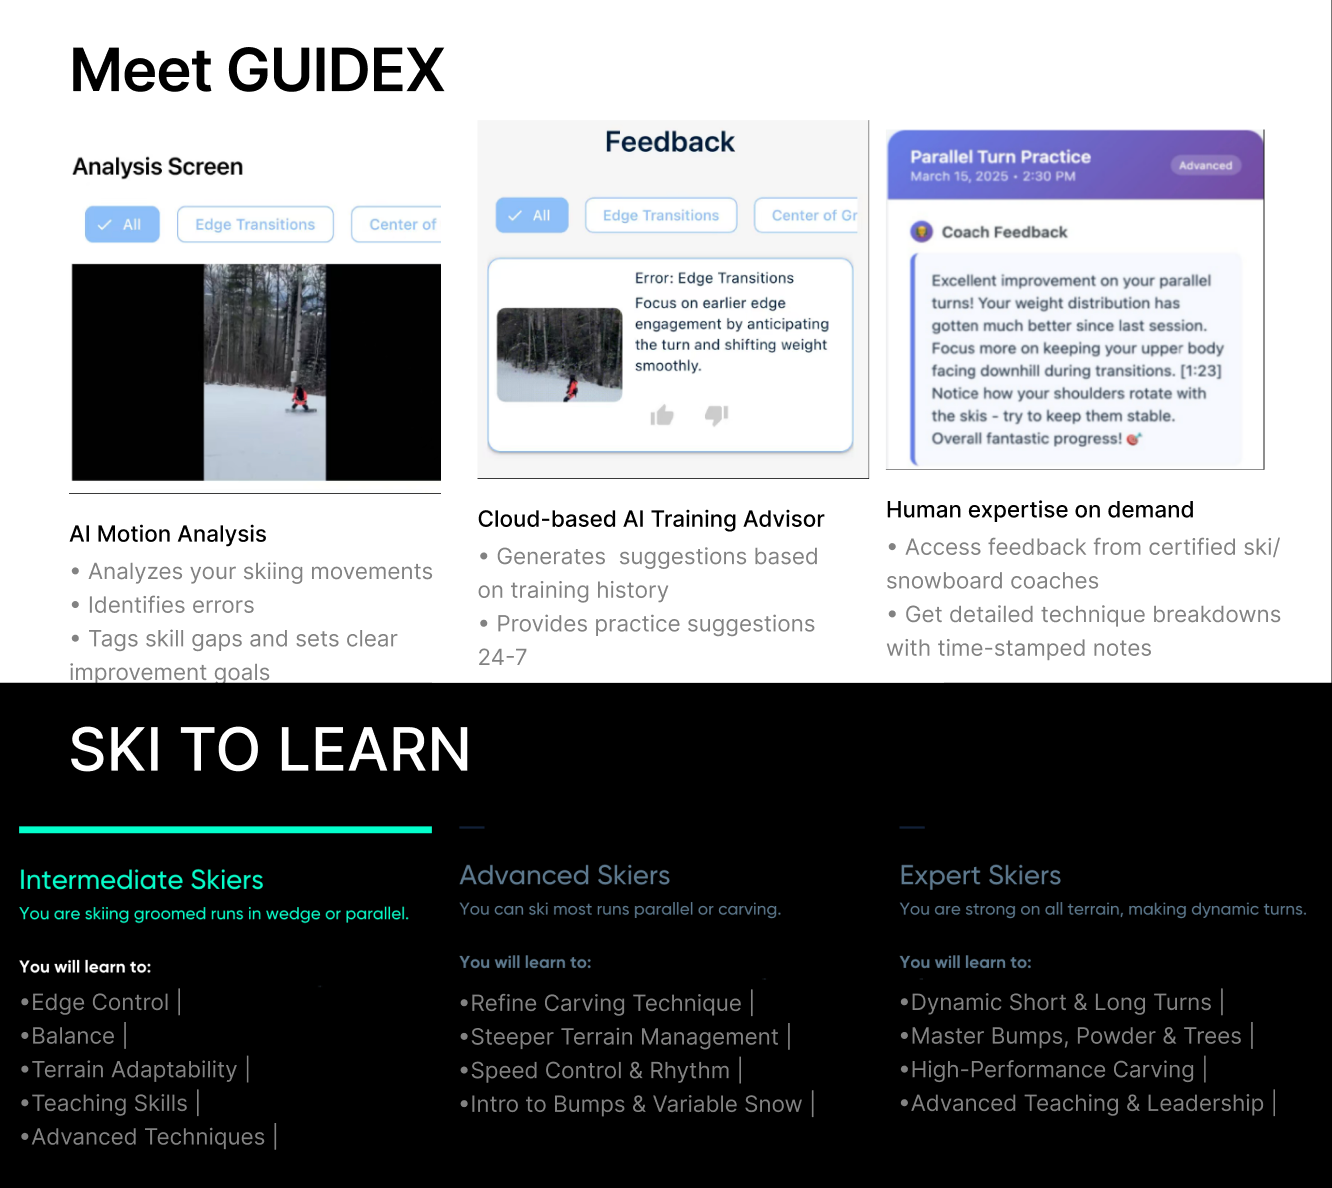 Meet GUIDEX
Analysis Screen
All
Edge Transitions
Center of
AI Motion Analysis
• Analyzes your skiing movements
• Identifies errors
• Tags skill gaps and sets clear
improvement goals
Feedback
All
Edge Transitions
Center of Gr
Error: Edge Transitions
Focus on earlier edge
engagement by anticipating
the turn and shifting weight
smoothly.
Cloud-based AI Training Advisor
• Generates  suggestions based
on training history
• Provides practice suggestions
24-7
Parallel Turn Practice
March 15, 2025 • 2:30 PM
Advanced
Coach Feedback
Excellent improvement on your parallel
turns! Your weight distribution has
gotten much better since last session.
Focus more on keeping your upper body
facing downhill during transitions. [1:23]
Notice how your shoulders rotate with
the skis - try to keep them stable.
Overall fantastic progress! 🎯
Human expertise on demand
• Access feedback from certified ski/
snowboard coaches
• Get detailed technique breakdowns
with time-stamped notes
SKI TO LEARN
Intermediate Skiers
You are skiing groomed runs in wedge or parallel.
You will learn to:
•Edge Control |
•Balance |
•Terrain Adaptability |
•Teaching Skills |
•Advanced Techniques |
Advanced Skiers
You can ski most runs parallel or carving.
You will learn to:
•Refine Carving Technique |
•Steeper Terrain Management |
•Speed Control & Rhythm |
•Intro to Bumps & Variable Snow |
Expert Skiers
You are strong on all terrain, making dynamic turns.
You will learn to:
•Dynamic Short & Long Turns |
•Master Bumps, Powder & Trees |
•High-Performance Carving |
•Advanced Teaching & Leadership |